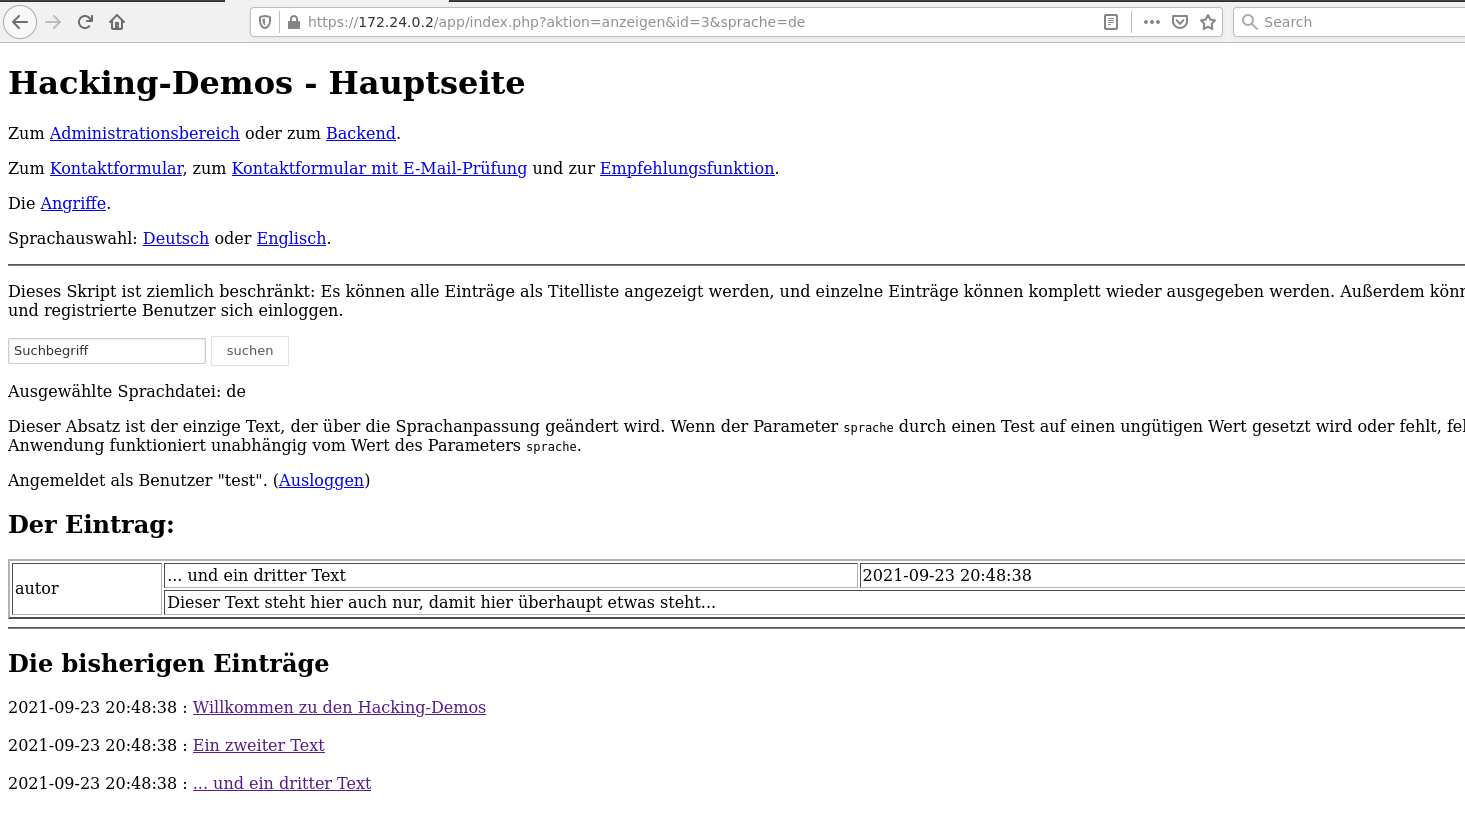 https://172.24.0.2/app/index.php?aktion=anzeigen&id=3&sprache=de
Search
Hacking-Demos - Hauptseite
Zum Administrationsbereich oder zum Backend.
Zum Kontaktformular, zum Kontaktformular mit E-Mail-Prüfung und zur Empfehlungsfunktion.
Die Angriffe.
Sprachauswahl: Deutsch oder Englisch.
Dieses Skript ist ziemlich beschränkt: Es können alle Einträge als Titelliste angezeigt werden, und einzelne Einträge können komplett wieder ausgegeben werden. Außerdem
und registrierte Benutzer sich einloggen.
Suchbegriff suchen
Ausgewählte Sprachdatei: de
Dieser Absatz ist der einzige Text, der über die Sprachanpassung geändert wird. Wenn der Parameter sprache durch einen Test auf einen ungütigen Wert gesetzt wird oder fehlt,
Anwendung funktioniert unabhängig vom Wert des Parameters sprache.
Angemeldet als Benutzer "test". (Ausloggen)
Der Eintrag:
autor
... und ein dritter Text 2021-09-23 20:48:38
Dieser Text steht hier auch nur, damit hier überhaupt etwas steht...
Die bisherigen Einträge
2021-09-23 20:48:38 : Willkommen zu den Hacking-Demos
2021-09-23 20:48:38 : Ein zweiter Text
2021-09-23 20:48:38 : ... und ein dritter Text